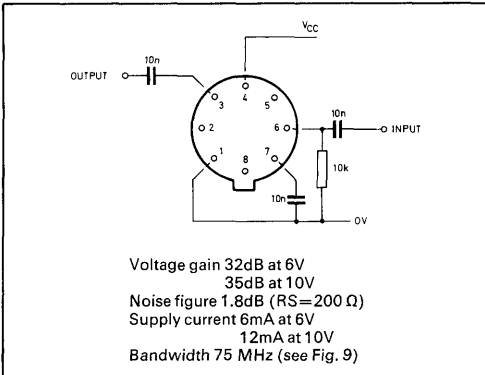 VCC
10n
OUTPUT
3
4
5
10n
2
6
INPUT
1
7
8
10k
10n
0V
Voltage gain 32dB at 6V
35dB at 10V
Noise figure 1.8dB (RS=200 Ω)
Supply current 6mA at 6V
12mA at 10V
Bandwidth 75 MHz (see Fig. 9)